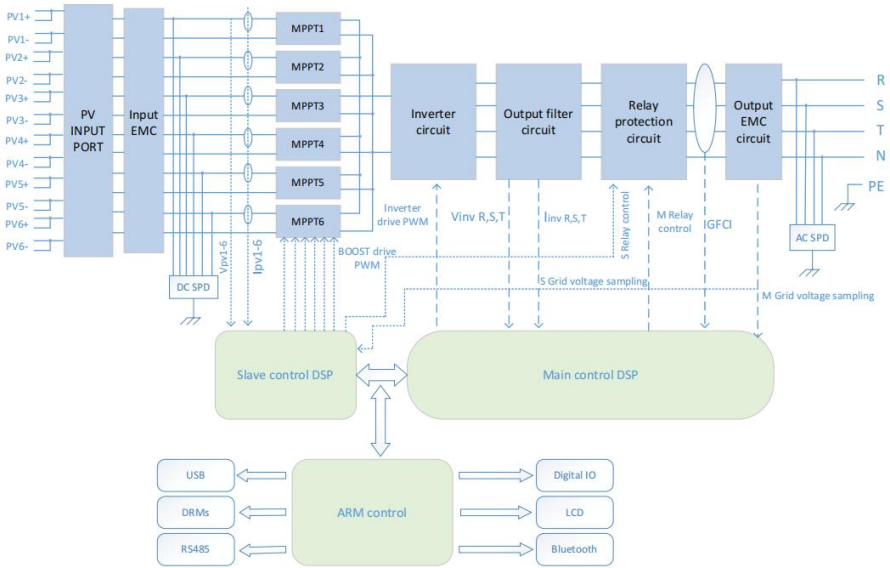 PV1+
PV1-
PV2+
PV2-
PV3+
PV3-
PV4+
PV4-
PV5+
PV5-
PV6+
PV6-
PV
INPUT
PORT
Input
EMC
MPPT1
MPPT2
MPPT3
MPPT4
MPPT5
MPPT6
Inverter
circuit
Output filter
circuit
Relay
protection
circuit
Output
EMC
circuit
R
S
T
N
PE
DC SPD
AC SPD
Vpv1-6
Ipv1-6
BOOST drive
PWM
Inverter
drive PWM
Vinv R,S,T
Iinv R,S,T
S Relay control
M Relay
control
IGFCI
S Grid voltage sampling
M Grid voltage sampling
Slave control DSP
Main control DSP
ARM control
USB
DRMs
RS485
Digital IO
LCD
Bluetooth